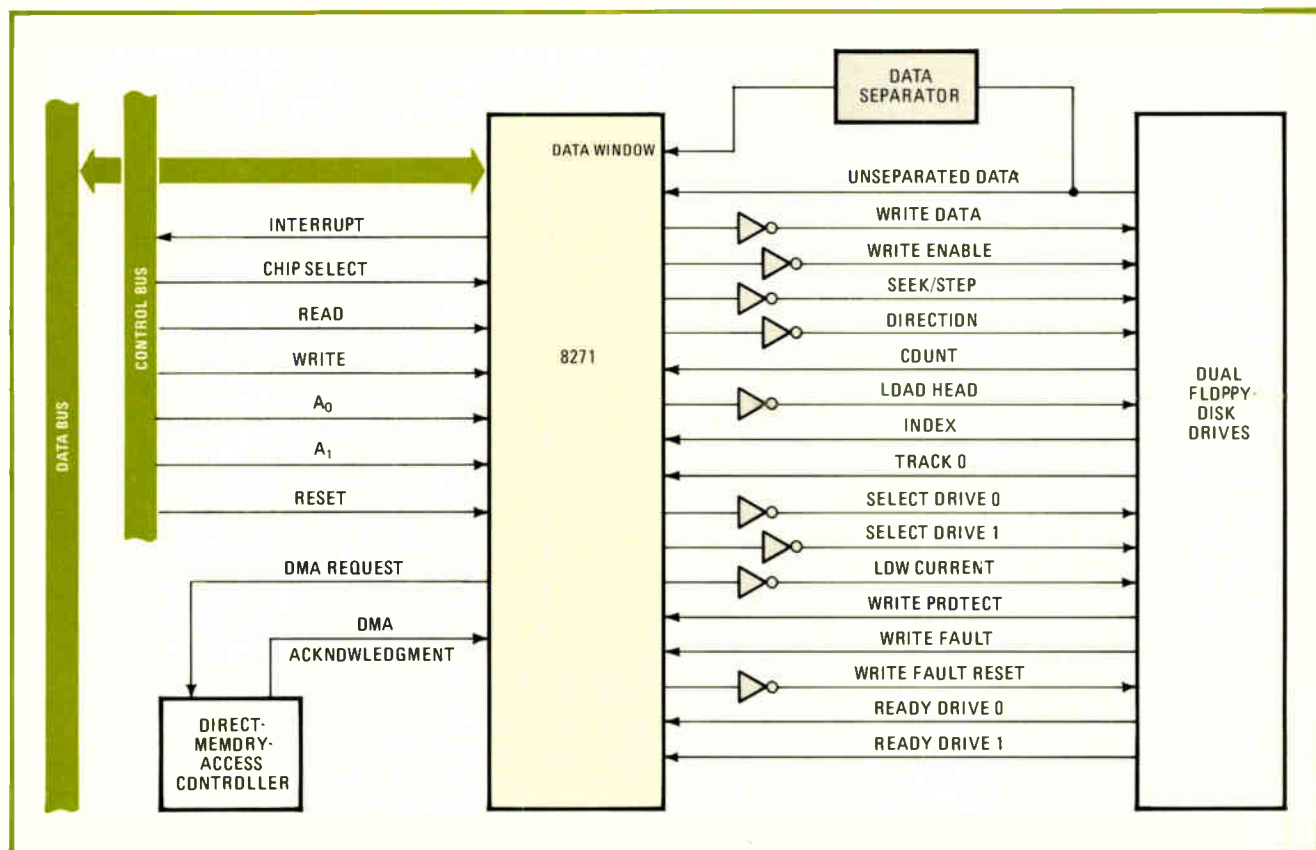 DATA
SEPARATOR
DATA WINDOW
UNSEPARATED DATA
WRITE DATA
INTERRUPT
WRITE ENABLE
CHIP SELECT
SEEK/STEP
READ
DIRECTION
WRITE
8271
COUNT
A0
LOAD HEAD
INDEX
A1
TRACK 0
RESET
SELECT DRIVE 0
SELECT DRIVE 1
DMA REQUEST
LOW CURRENT
WRITE PROTECT
DMA
ACKNOWLEDGMENT
WRITE FAULT
WRITE FAULT RESET
READY DRIVE 0
READY DRIVE 1
DIRECT-
MEMORY-
ACCESS
CONTROLLER
DUAL
FLOPPY-
DISK
DRIVES
CONTROL BUS
DATA BUS